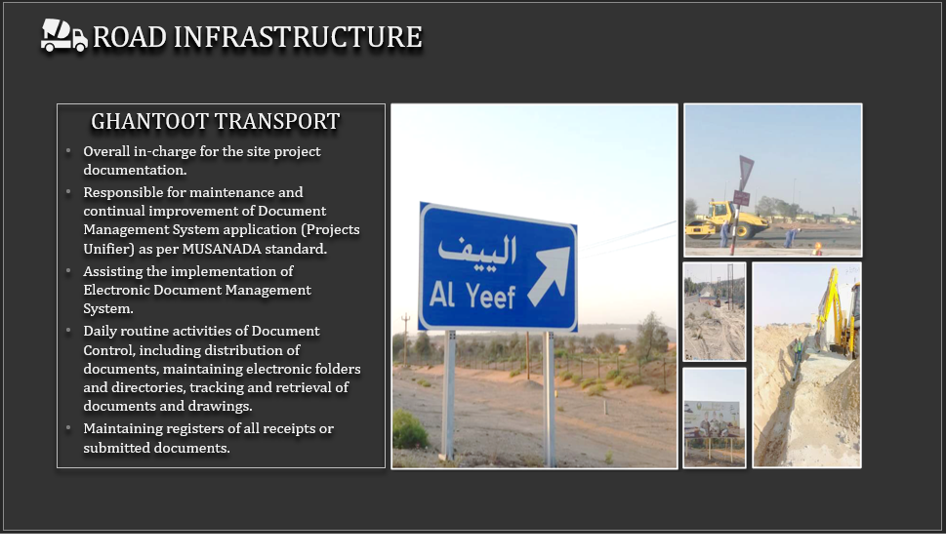 ROAD INFRASTRUCTURE
GHANTOOT TRANSPORT
Overall in-charge for the site project
documentation.
Responsible for maintenance and
continual improvement of Document
Management System application (Projects
Unifier) as per MUSANADA standard.
Assisting the implementation of
Electronic Document Management
System.
Daily routine activities of Document
Control, including distribution of
documents, maintaining electronic folders
and directories, tracking and retrieval of
documents and drawings.
Maintaining registers of all receipts or
submitted documents.
الييف
Al Yeef